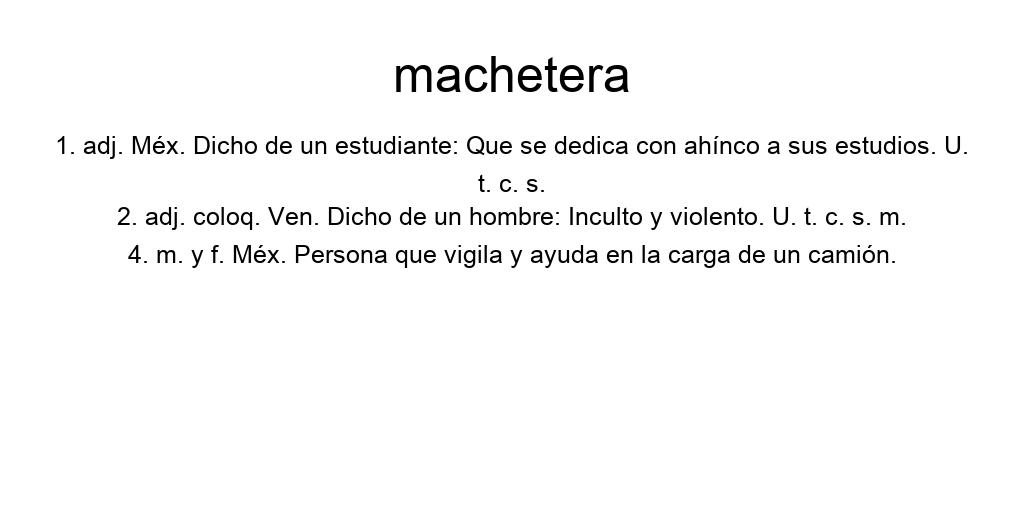 machetera
1. adj. Méx. Dicho de un estudiante: Que se dedica con ahínco a sus estudios. U.
t. c. s.
2. adj. coloq. Ven. Dicho de un hombre: Inculto y violento. U. t. c. s. m.
4. m. y f. Méx. Persona que vigila y ayuda en la carga de un camión.